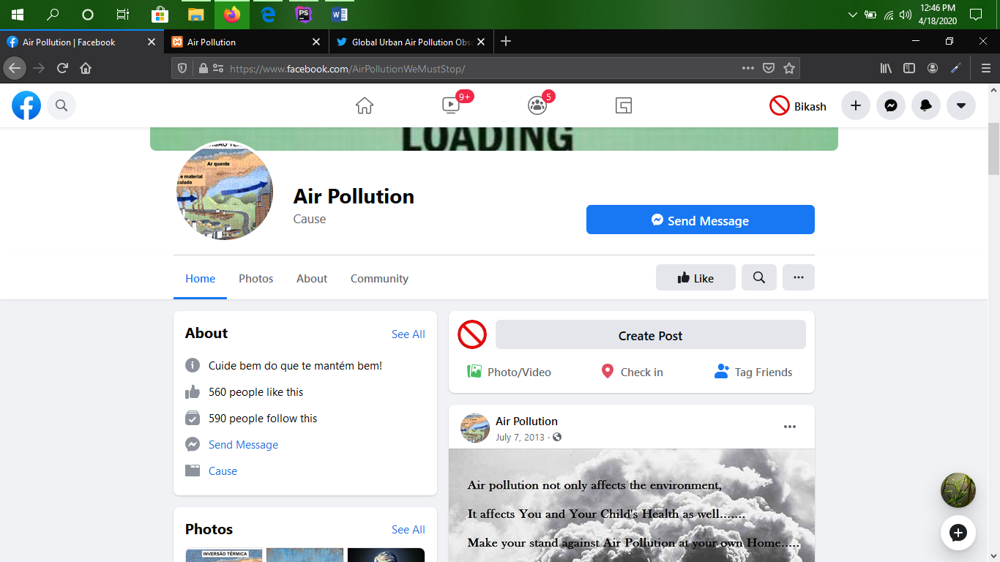 12:46 PM
4/18/2020
Air Pollution | Facebook
Air Pollution
Global Urban Air Pollution Obs
https://www.facebook.com/AirPollutionWeMustStop/
9+
5
Bikash
LOADING
Ar quente
e material
culado
Air Pollution
Cause
Send Message
Home
Photos
About
Community
Like
About
See All
Cuide bem do que te mantém bem!
560 people like this
590 people follow this
Send Message
Cause
Create Post
Photo/Video
Check in
Tag Friends
Air Pollution
July 7, 2013
Air pollution not only affects the environment,
It affects You and Your Child's Health as well.......
Make your stand against Air Pollution at your own Home.....
Photos
See All
INVERSÃO TÉRMICA